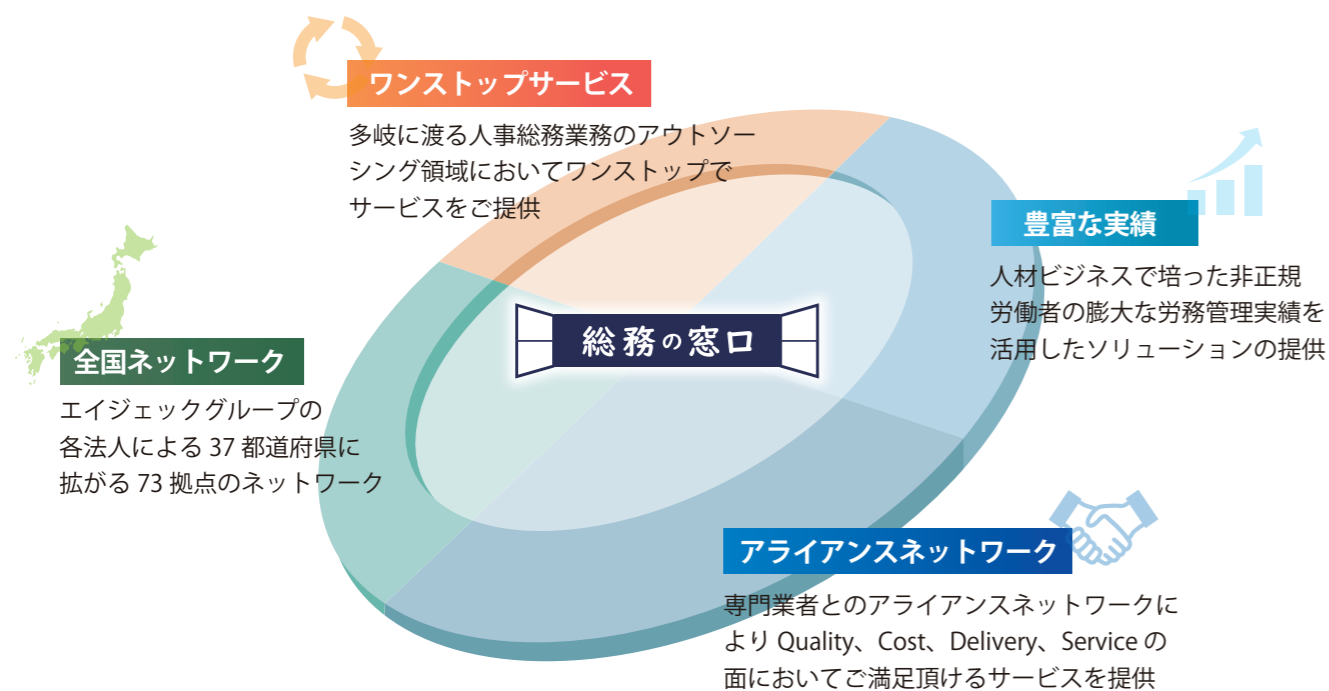 ワンストップサービス
多岐に渡る人事総務業務のアウトソー
シング領域においてワンストップで
サービスをご提供
豊富な実績
人材ビジネスで培った非正規
労働者の膨大な労務管理実績を
活用したソリューションの提供
総務の窓口
全国ネットワーク
エイジェックグループの
各法人による 37 都道府県に
拡がる 73 拠点のネットワーク
アライアンスネットワーク
専門業者とのアライアンスネットワークに
より Quality、Cost、Delivery、Service の
面においてご満足頂けるサービスを提供